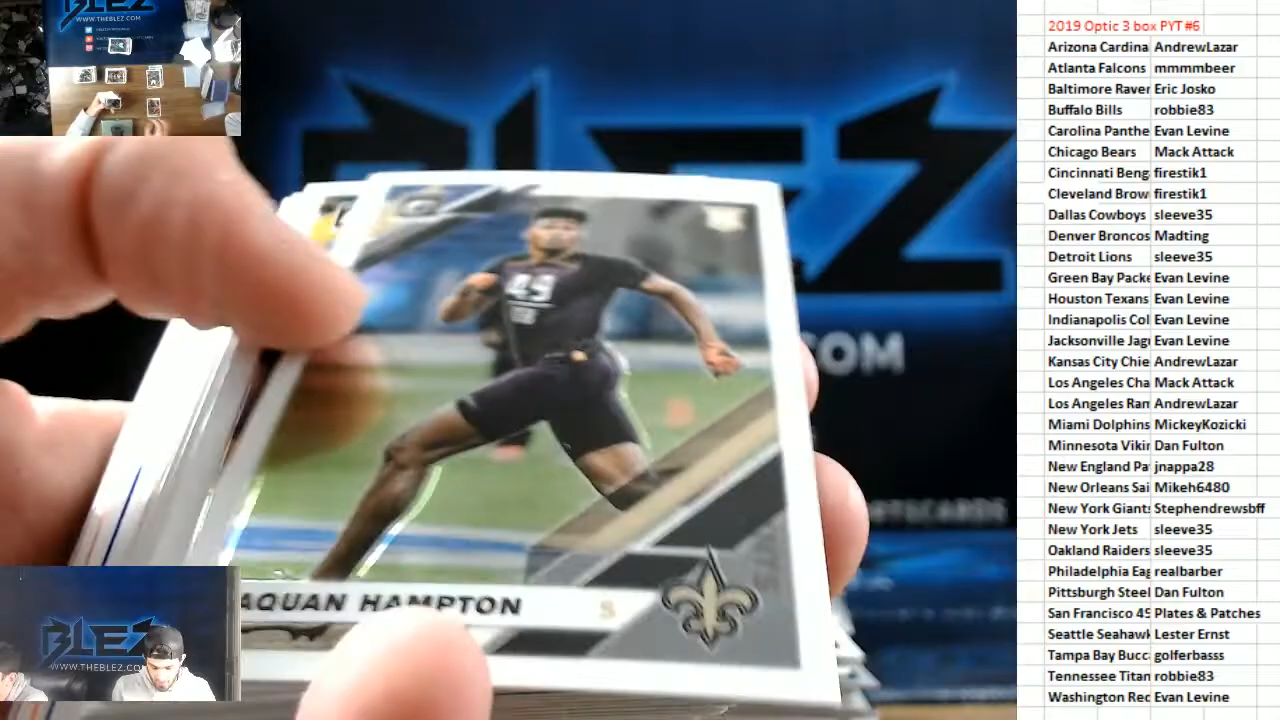 BLEZ
WWW.THEBLEZ.COM
2019 Optic 3 box PYT #6
Arizona Cardina AndrewLazar
Atlanta Falcons mmmmbeer
Baltimore Raver Eric Josko
Buffalo Bills robbie83
Carolina Panthe Evan Levine
Chicago Bears Mack Attack
Cincinnati Beng firestik1
Cleveland Brow firestik1
Dallas Cowboys sleeve35
Denver Broncos Madting
Detroit Lions sleeve35
Green Bay Packe Evan Levine
Houston Texans Evan Levine
Indianapolis Col Evan Levine
Jacksonville Jagu Evan Levine
Kansas City Chie AndrewLazar
Los Angeles Cha Mack Attack
Los Angeles Ran AndrewLazar
Miami Dolphins MickeyKozicki
Minnesota Vikin Dan Fulton
New England Pa jnappa28
New Orleans Sai Mikeh6480
New York Giants Stephendrewsbff
New York Jets sleeve35
Oakland Raiders sleeve35
Philadelphia Eag realbarber
Pittsburgh Steel Dan Fulton
San Francisco 49 Plates & Patches
Seattle Seahawk Lester Ernst
Tampa Bay Bucca golferbasss
Tennessee Titan robbie83
Washington Rec Evan Levine
BLEZ
.COM
49
AQUAN HAMPTON S
BLEZ
WWW.THEBLEZ.COM